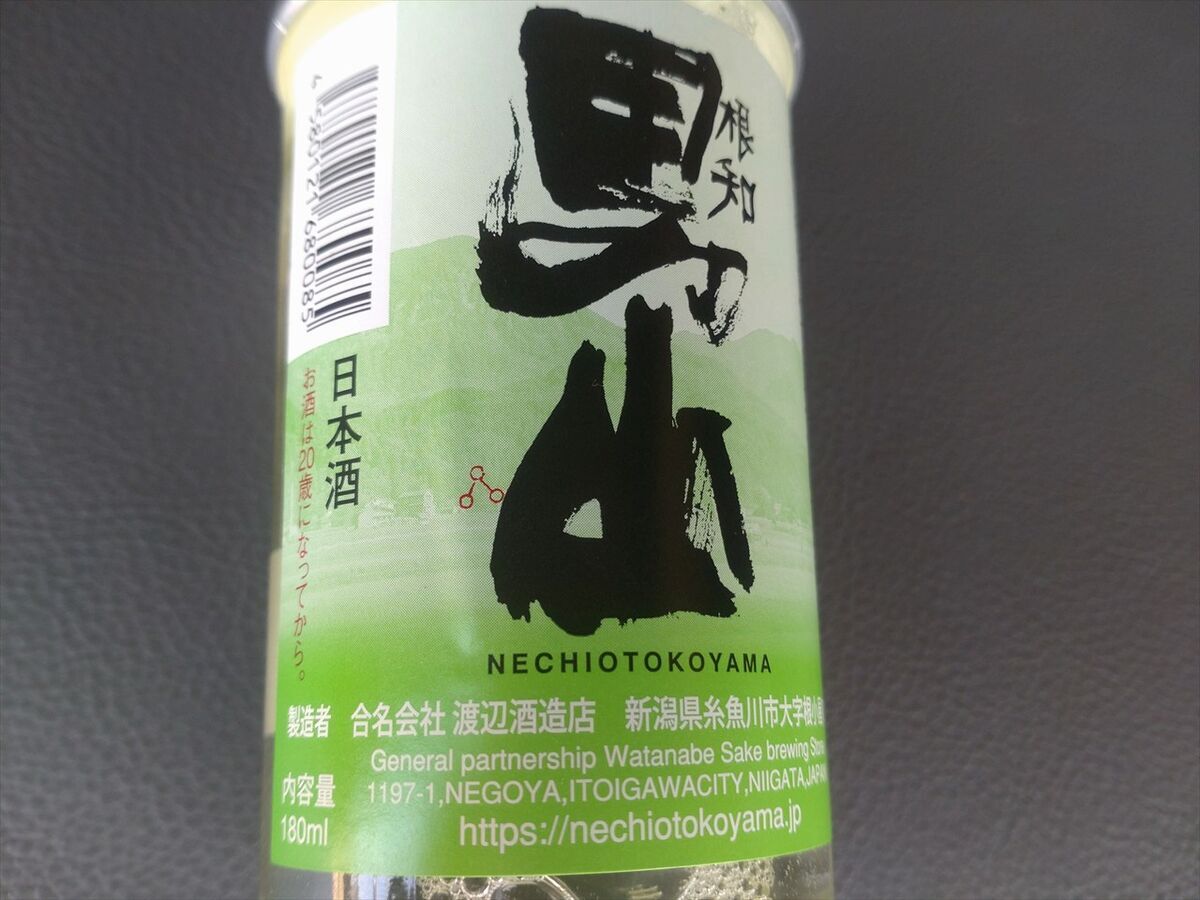 根知
男山
NECHIOTOKOYAMA
4 580121 680085
日本酒
お酒は20歳になってから。
製造者 合名会社 渡辺酒造店 新潟県糸魚川市大字根小屋
General partnership Watanabe Sake brewing Store
1197-1,NEGOYA,ITOIGAWACITY,NIIGATA,JAPAN
内容量
180ml
https://nechiotokoyama.jp